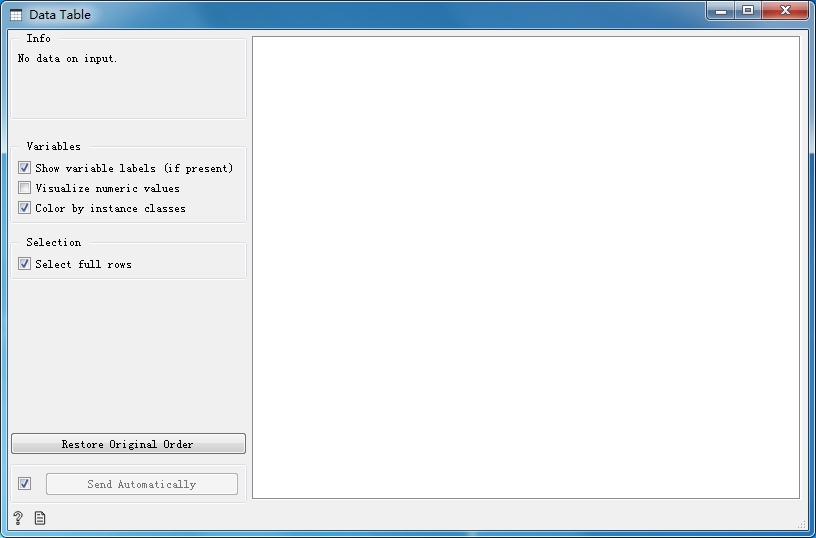 Data Table
Info
No data on input.
Variables
Show variable labels (if present)
Visualize numeric values
Color by instance classes
Selection
Select full rows
Restore Original Order
Send Automatically
?